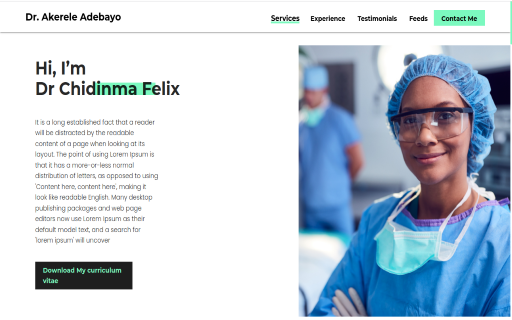 Dr. Akerele Adebayo
Services Experience Testimonials Feeds Contact Me
Hi, I'm
Dr Chidinma Felix
It is a long established fact that a reader
will be distracted by the readable
content of a page when looking at its
layout. The point of using Lorem Ipsum is
that it has a more-or-less normal
distribution of letters, as opposed to using
'Content here, content here', making it
look like readable English. Many desktop
publishing packages and web page
editors now use Lorem Ipsum as their
default model text, and a search for
'lorem ipsum' will uncover
Download My curriculum
vitae